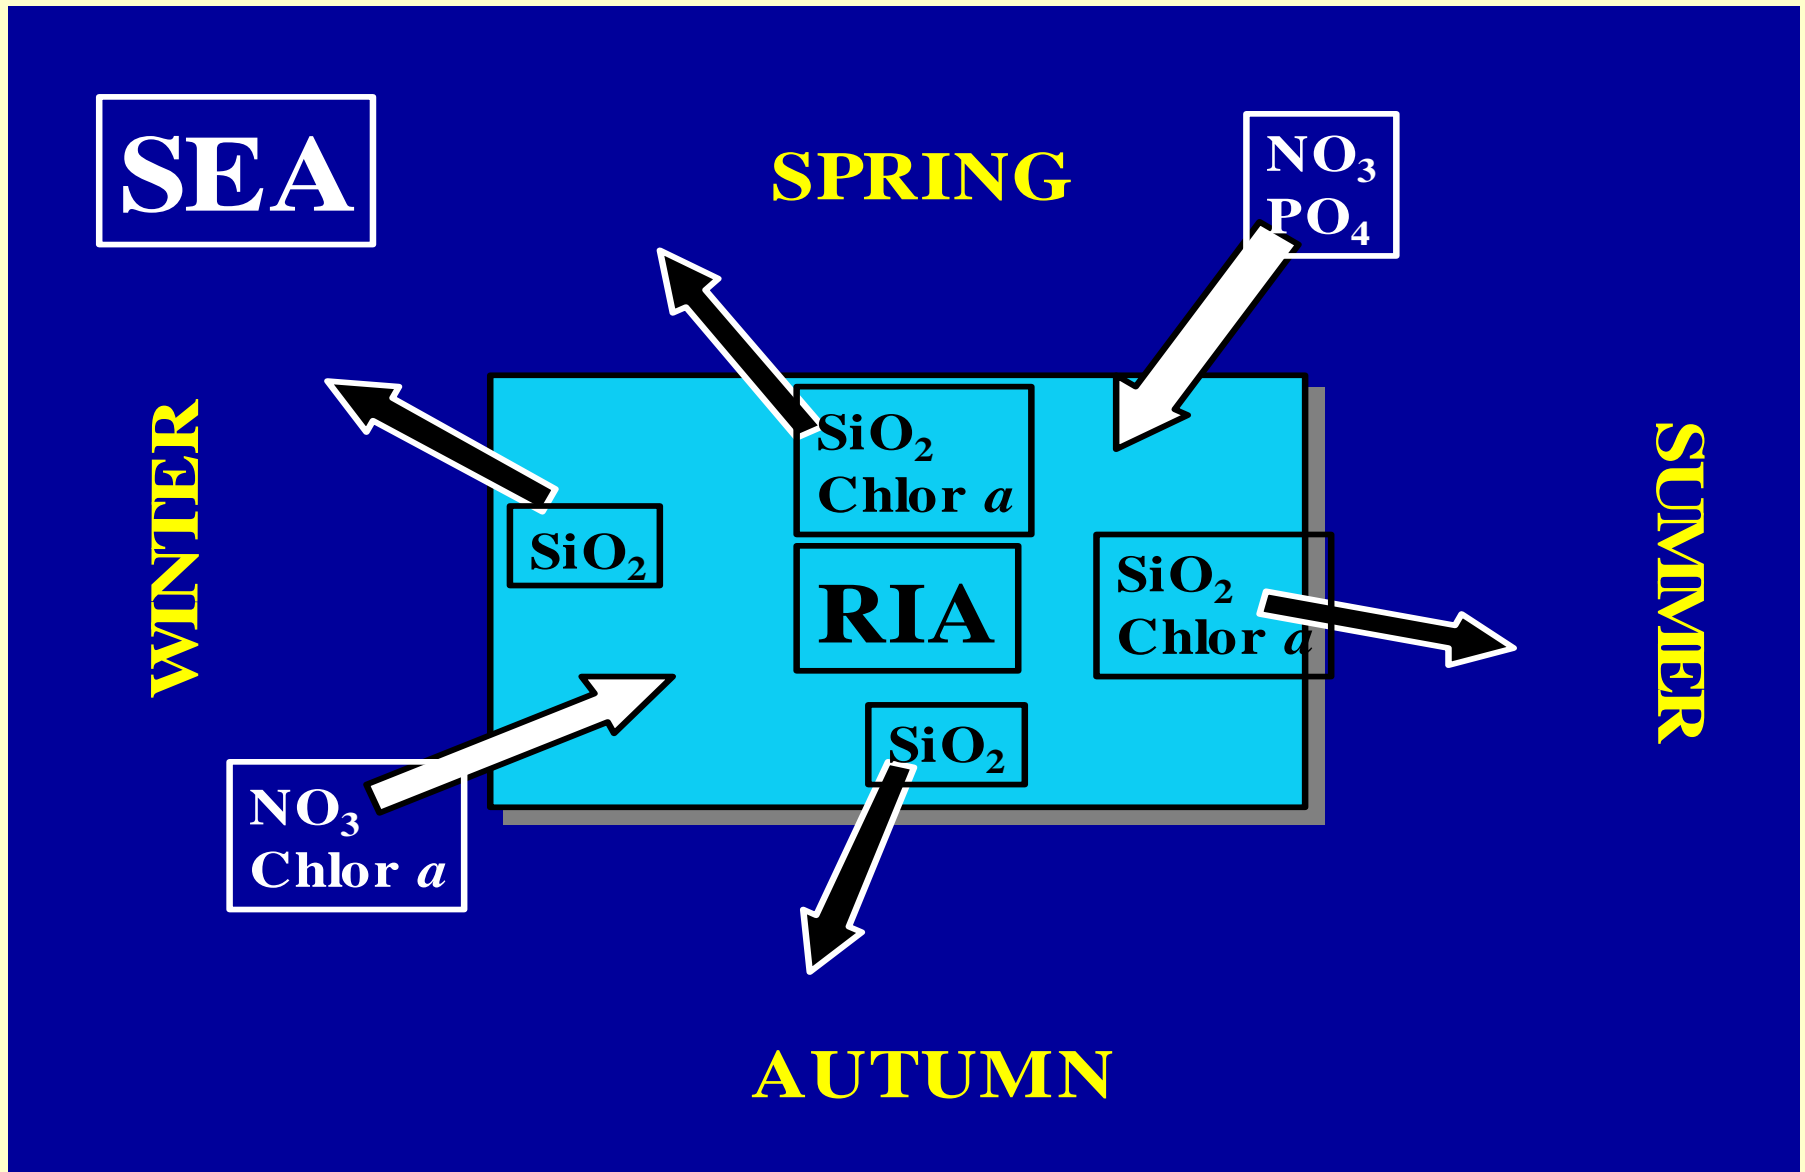 SEA
SPRING
NO₃
PO₄
WINTER
SiO₂
Chlor a
SiO₂
RIA
SiO₂
Chlor a
SUMMER
SiO₂
NO₃
Chlor a
AUTUMN